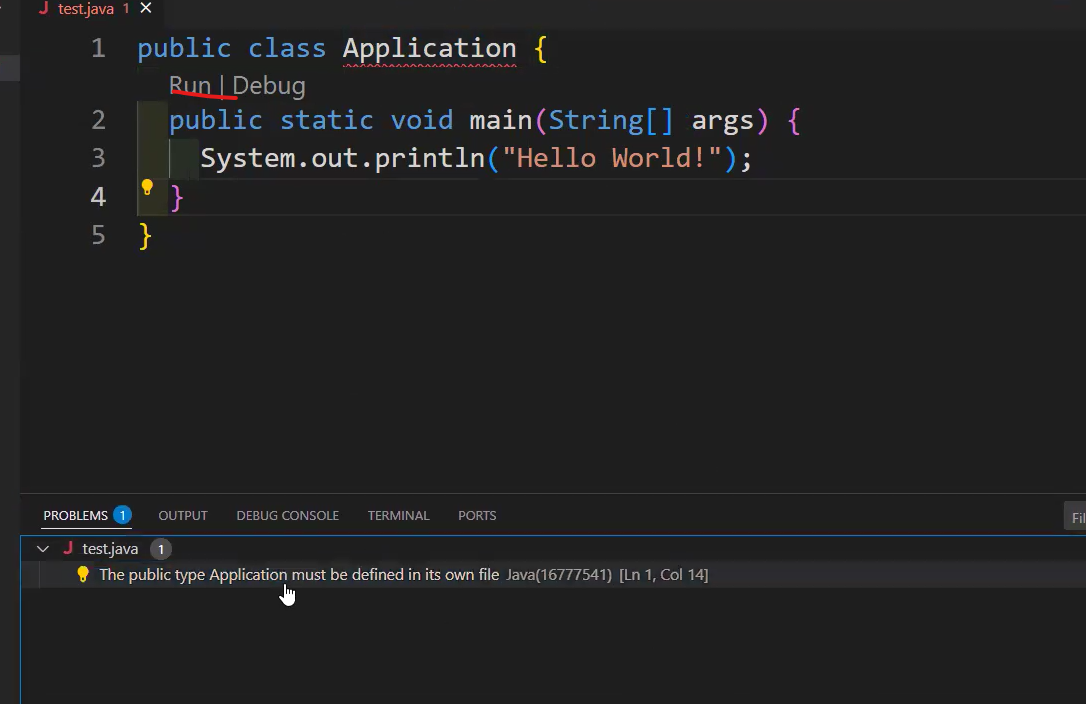 J test.java 1 ✕
1 public class Application {
Run | Debug
2 public static void main(String[] args) {
3 System.out.println("Hello World!");
4 }
5 }
PROBLEMS 1 OUTPUT DEBUG CONSOLE TERMINAL PORTS Fil
J test.java 1
The public type Application must be defined in its own file Java(16777541) [Ln 1, Col 14]